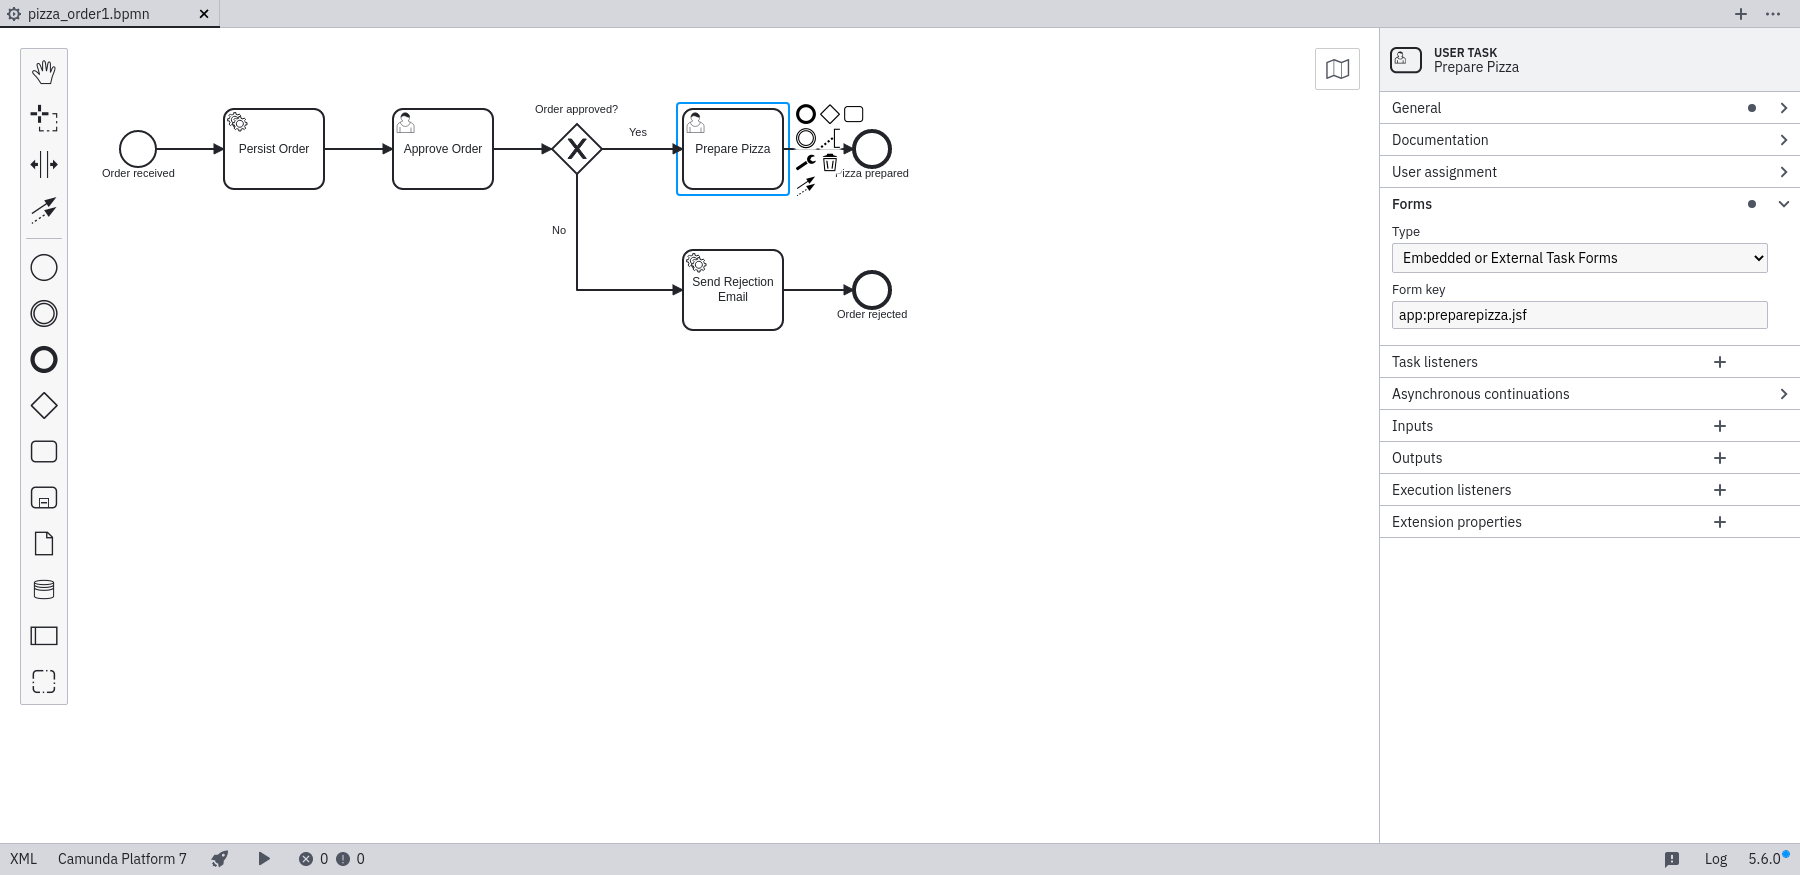 pizza_order1.bpmn
Order received
Persist Order
Approve Order
Order approved?
Yes
No
Prepare Pizza
izza prepared
Send Rejection
Email
Order rejected
USER TASK
Prepare Pizza
General
Documentation
User assignment
Forms
Type
Embedded or External Task Forms
Form key
app:preparepizza.jsf
Task listeners
Asynchronous continuations
Inputs
Outputs
Execution listeners
Extension properties
XML Camunda Platform 7 0 0 Log 5.6.0